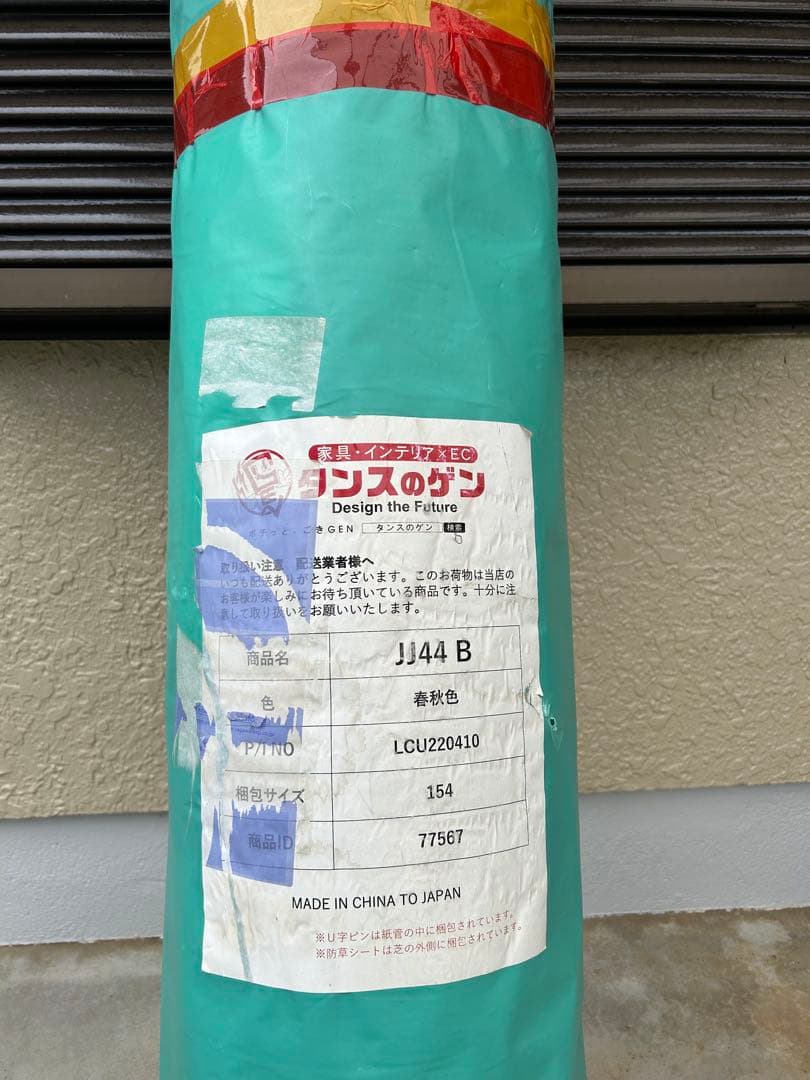 家具・インテリア×EC
タンスのゲン
Design the Future
ポチっと、ごきGEN タンスのゲン 検索
取り扱い注意 配送業者様へ
いつも配送ありがとうございます。このお荷物は当店の
お客様が楽しみにお待ち頂いている商品です。十分に注
意して取り扱いをお願いいたします。
商品名 JJ44 B
色 春秋色
P/I NO LCU220410
梱包サイズ 154
商品ID 77567
MADE IN CHINA TO JAPAN
※U字ピンは紙管の中に梱包されています。
※防草シートは芝の外側に梱包されています。